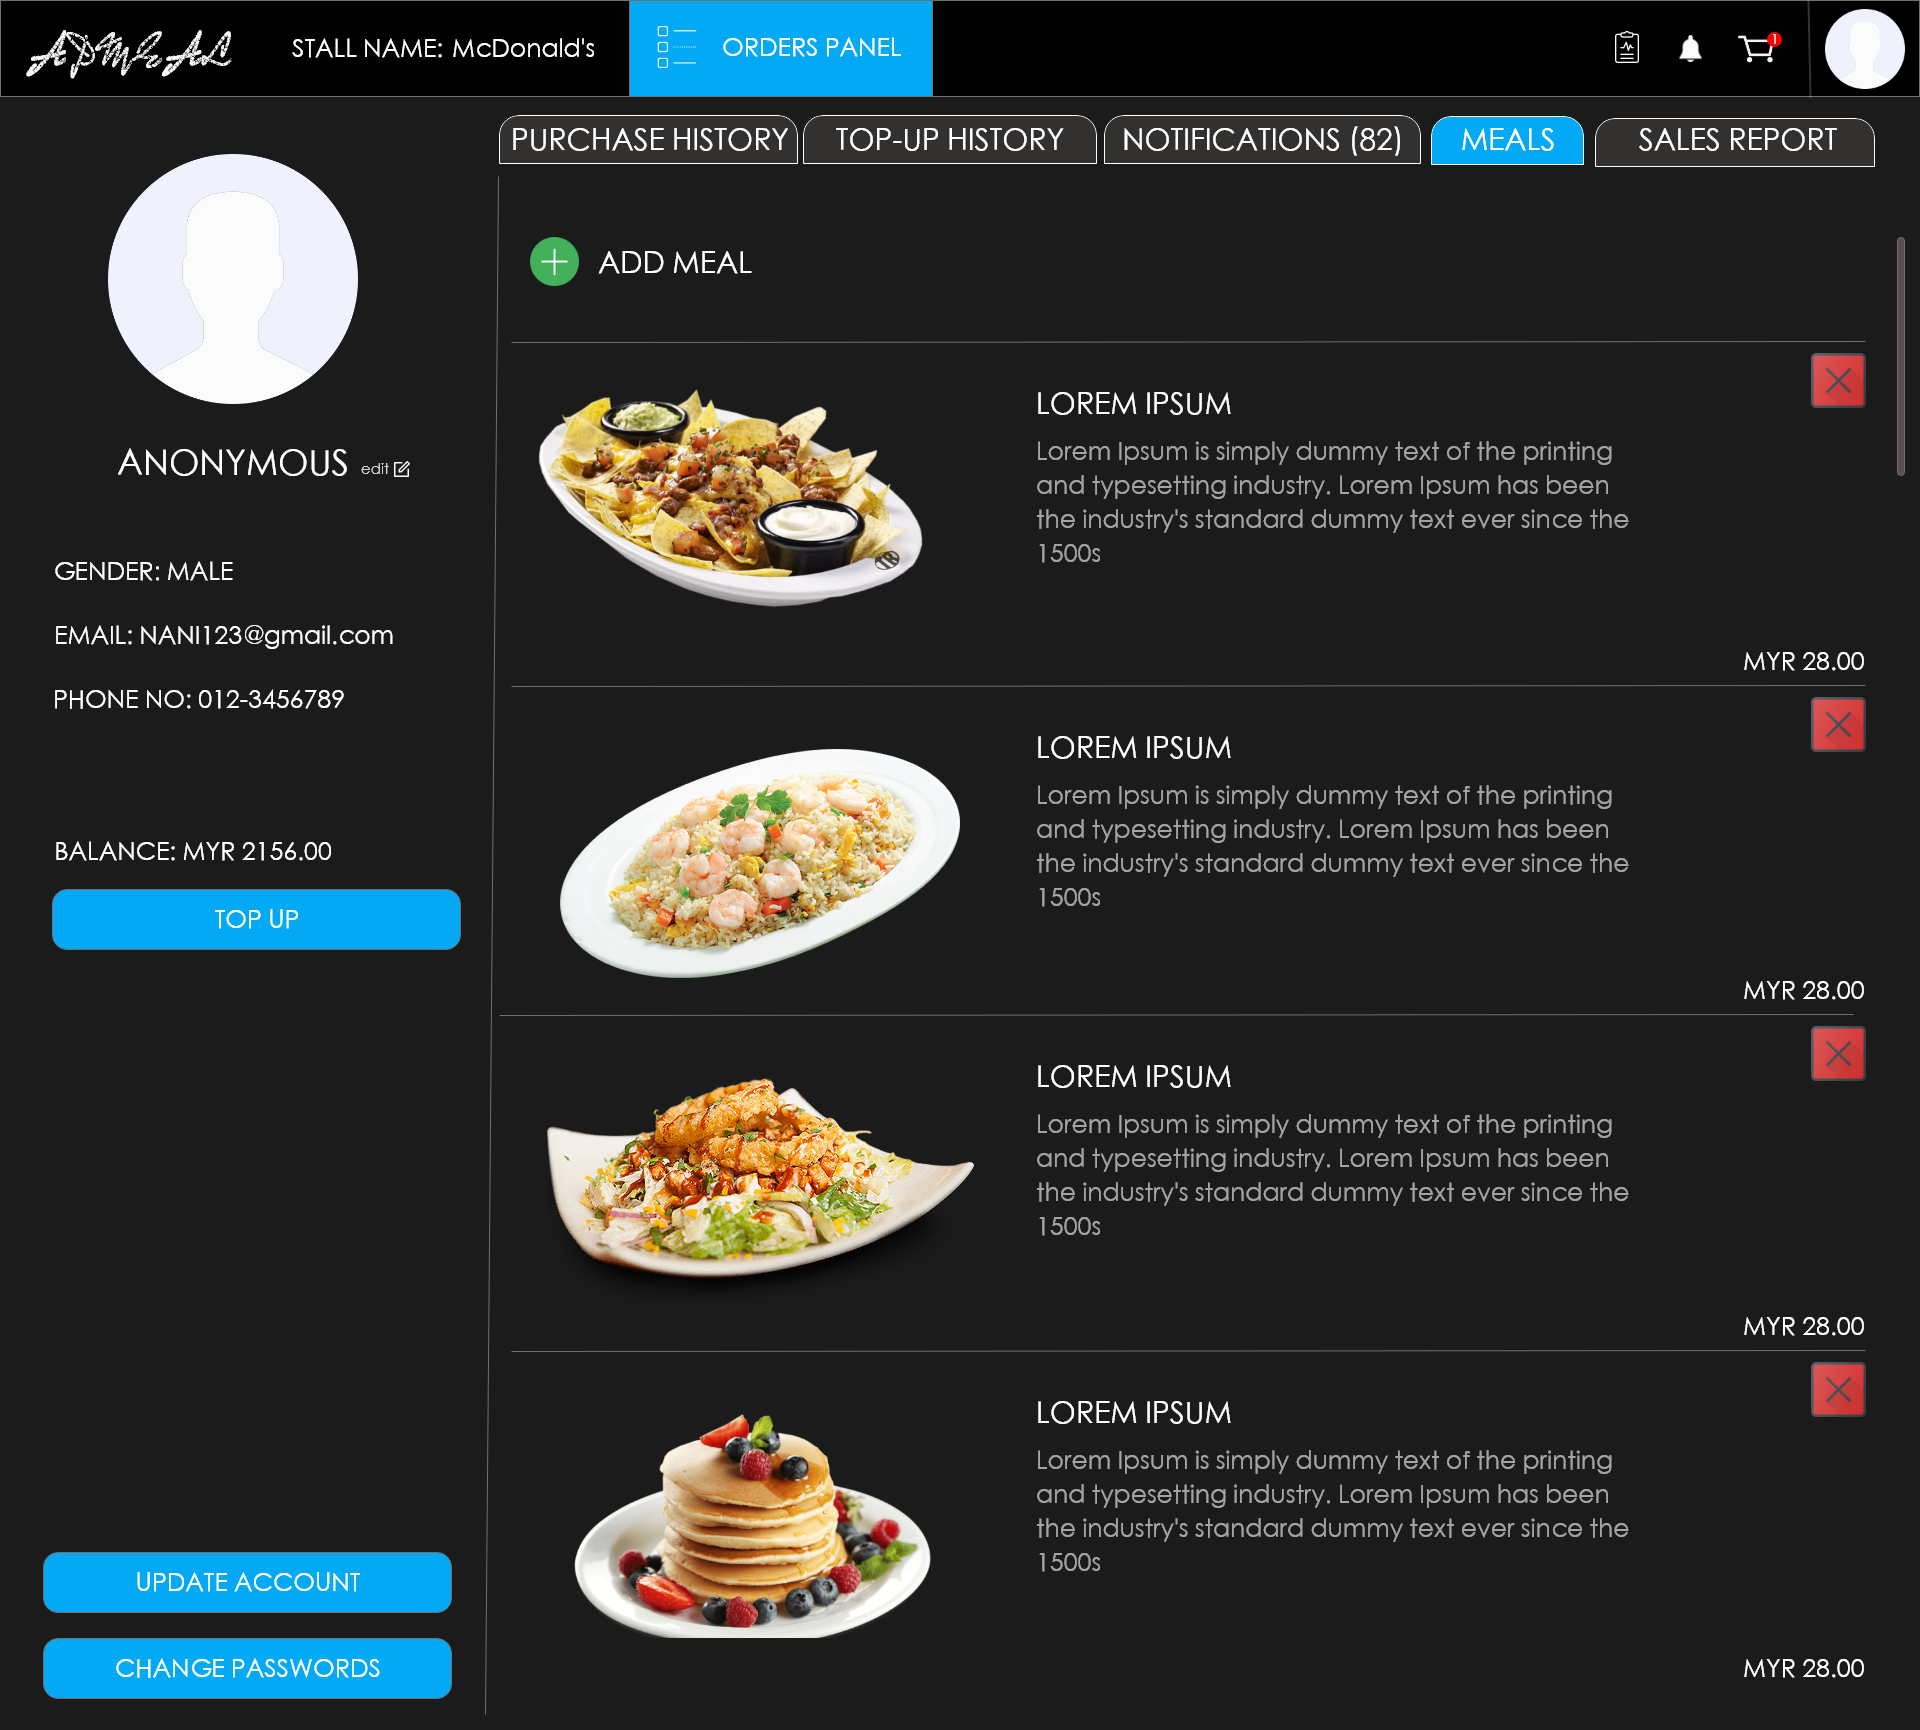 APMEAL
STALL NAME: McDonald's
ORDERS PANEL
1
PURCHASE HISTORY
TOP-UP HISTORY
NOTIFICATIONS (82)
MEALS
SALES REPORT
ANONYMOUS edit
GENDER: MALE
EMAIL: NANI123@gmail.com
PHONE NO: 012-3456789
BALANCE: MYR 2156.00
TOP UP
UPDATE ACCOUNT
CHANGE PASSWORDS
ADD MEAL
LOREM IPSUM
Lorem Ipsum is simply dummy text of the printing
and typesetting industry. Lorem Ipsum has been
the industry's standard dummy text ever since the
1500s
MYR 28.00
LOREM IPSUM
Lorem Ipsum is simply dummy text of the printing
and typesetting industry. Lorem Ipsum has been
the industry's standard dummy text ever since the
1500s
MYR 28.00
LOREM IPSUM
Lorem Ipsum is simply dummy text of the printing
and typesetting industry. Lorem Ipsum has been
the industry's standard dummy text ever since the
1500s
MYR 28.00
LOREM IPSUM
Lorem Ipsum is simply dummy text of the printing
and typesetting industry. Lorem Ipsum has been
the industry's standard dummy text ever since the
1500s
MYR 28.00